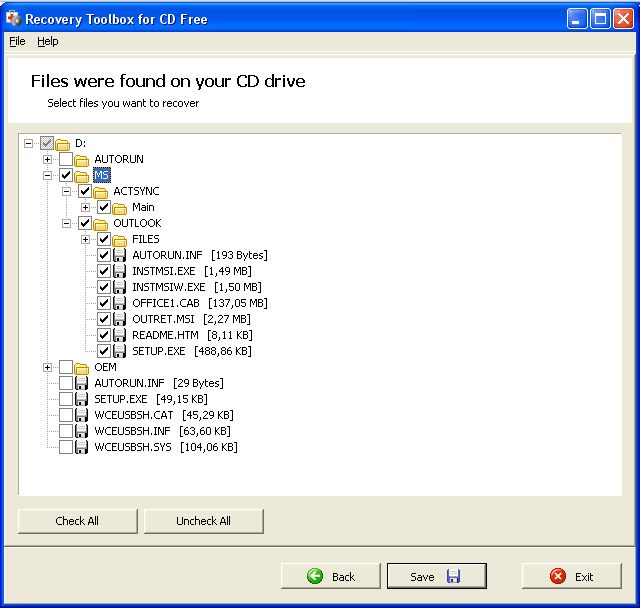 Recovery Toolbox for CD Free
File Help
Files were found on your CD drive
Select files you want to recover
D:
AUTORUN
MS
ACTSYNC
Main
OUTLOOK
FILES
AUTORUN.INF [193 Bytes]
INSTMSI.EXE [1,49 MB]
INSTMSIW.EXE [1,50 MB]
OFFICE1.CAB [137,05 MB]
OUTRET.MSI [2,27 MB]
README.HTM [8,11 KB]
SETUP.EXE [488,86 KB]
OEM
AUTORUN.INF [29 Bytes]
SETUP.EXE [49,15 KB]
WCEUSBSH.CAT [45,29 KB]
WCEUSBSH.INF [63,60 KB]
WCEUSBSH.SYS [104,06 KB]
Check All Uncheck All
Back Save Exit